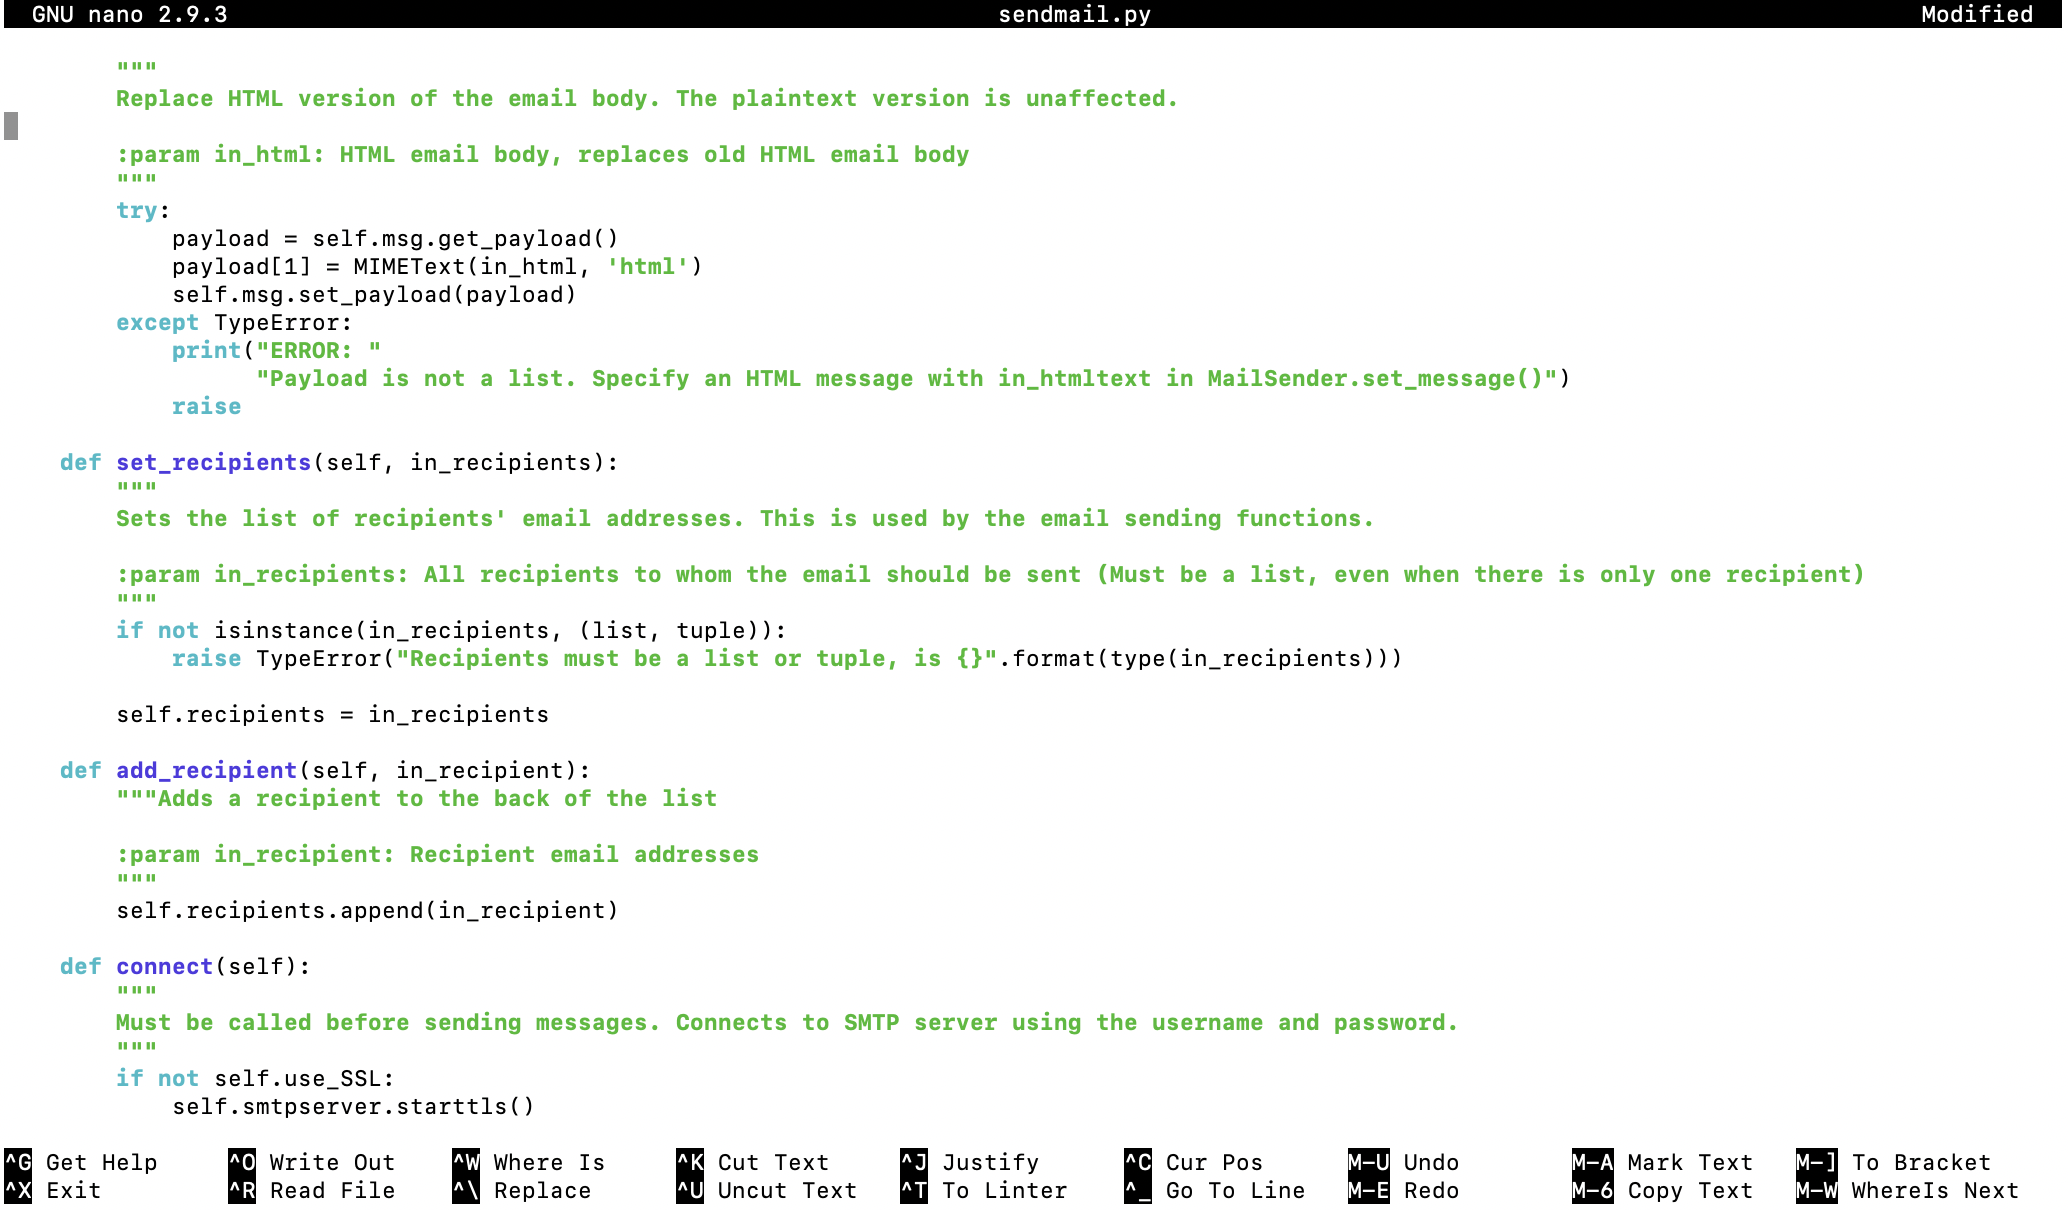 GNU nano 2.9.3 sendmail.py Modified
"""
Replace HTML version of the email body. The plaintext version is unaffected.
:param in_html: HTML email body, replaces old HTML email body
"""
try:
payload = self.msg.get_payload()
payload[1] = MIMEText(in_html, 'html')
self.msg.set_payload(payload)
except TypeError:
print("ERROR: "
"Payload is not a list. Specify an HTML message with in_htmltext in MailSender.set_message()")
raise
def set_recipients(self, in_recipients):
"""
Sets the list of recipients' email addresses. This is used by the email sending functions.
:param in_recipients: All recipients to whom the email should be sent (Must be a list, even when there is only one recipient)
"""
if not isinstance(in_recipients, (list, tuple)):
raise TypeError("Recipients must be a list or tuple, is {}".format(type(in_recipients)))
self.recipients = in_recipients
def add_recipient(self, in_recipient):
"""Adds a recipient to the back of the list
:param in_recipient: Recipient email addresses
"""
self.recipients.append(in_recipient)
def connect(self):
"""
Must be called before sending messages. Connects to SMTP server using the username and password.
"""
if not self.use_SSL:
self.smtpserver.starttls()
^G Get Help ^O Write Out ^W Where Is ^K Cut Text ^J Justify ^C Cur Pos M-U Undo M-A Mark Text M-] To Bracket
^X Exit ^R Read File ^\ Replace ^U Uncut Text ^T To Linter ^_ Go To Line M-E Redo M-6 Copy Text M-W WhereIs Next